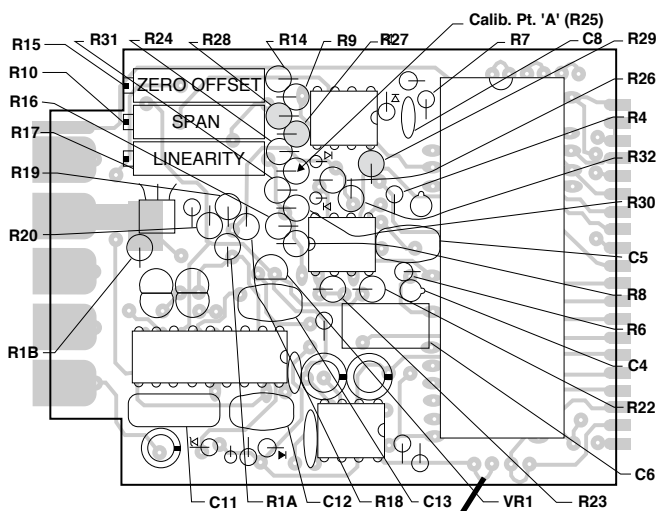 Calib. Pt. 'A' (R25)
R15
R31
R24
R28
R14
R9
R27
R7
C8
R29
R10
R16
R17
R19
R20
R1B
ZERO OFFSET
SPAN
LINEARITY
R26
R4
R32
R30
C5
R8
R6
C4
R22
C6
C11
R1A
C12
R18
C13
VR1
R23